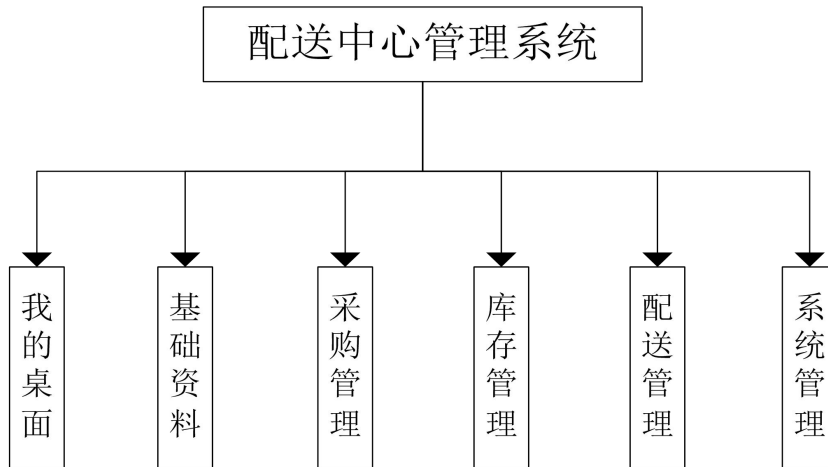 配送中心管理系统
我的桌面
基础资料
采购管理
库存管理
配送管理
系统管理